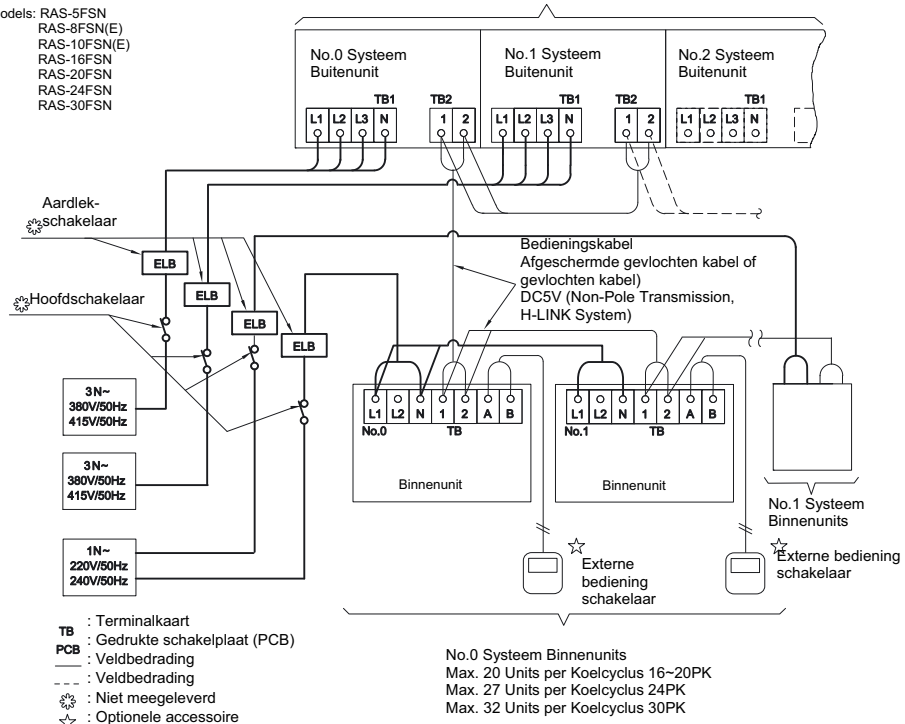 odels: RAS-5FSN
RAS-8FSN(E)
RAS-10FSN(E)
RAS-16FSN
RAS-20FSN
RAS-24FSN
RAS-30FSN
No.0 Systeem
Buitenunit
No.1 Systeem
Buitenunit
No.2 Systeem
Buitenunit
TB1
TB2
TB1
TB2
TB1
L1 L2 L3 N
1 2
L1 L2 L3 N
1 2
L1 L2 L3 N
Aardlek-
schakelaar
ELB
ELB
ELB
ELB
Hoofdschakelaar
Bedieningskabel
Afgeschermde gevlochten kabel of
gevlochten kabel)
DC5V (Non-Pole Transmission,
H-LINK System)
3N~
380V/50Hz
415V/50Hz
3N~
380V/50Hz
415V/50Hz
1N~
220V/50Hz
240V/50Hz
L1 L2 N 1 2 A B
No.0 TB
Binnenunit
L1 L2 N 1 2 A B
No.1 TB
Binnenunit
No.1 Systeem
Binnenunits
Externe
bediening
schakelaar
Externe bediening
schakelaar
TB : Terminalkaart
PCB : Gedrukte schakelplaat (PCB)
: Veldbedrading
: Veldbedrading
: Niet meegeleverd
: Optionele accessoire
No.0 Systeem Binnenunits
Max. 20 Units per Koelcyclus 16~20PK
Max. 27 Units per Koelcyclus 24PK
Max. 32 Units per Koelcyclus 30PK